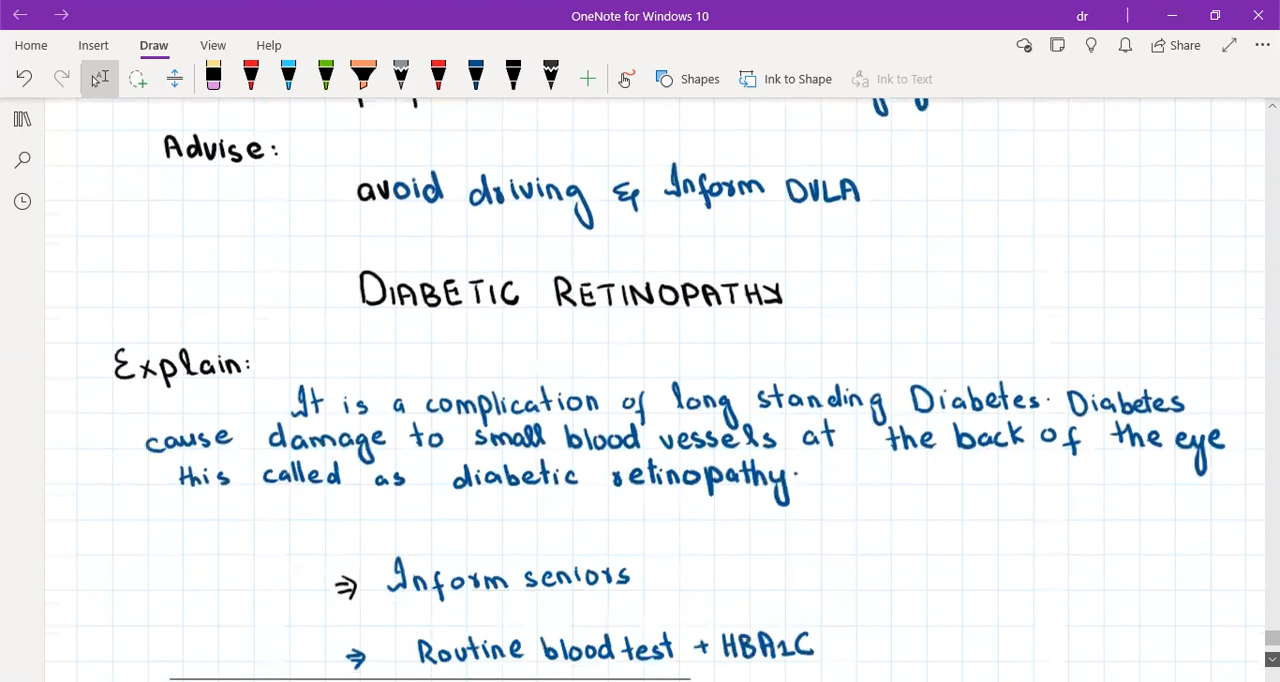 OneNote for Windows 10
dr
Home Insert Draw View Help
Share
Shapes Ink to Shape Ink to Text
Advise:
avoid driving & Inform DVLA
DIABETIC RETINOPATHY
Explain:
It is a complication of long standing Diabetes. Diabetes
cause damage to small blood vessels at the back of the eye
this called as diabetic retinopathy.
⇒ Inform seniors
⇒ Routine blood test + HBA1C